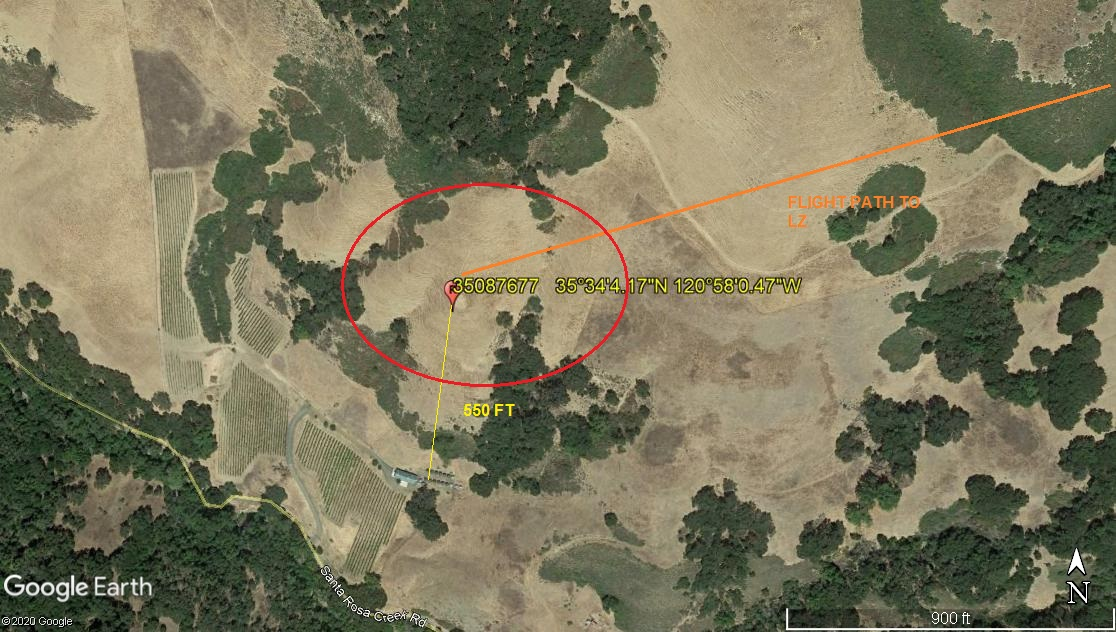 FLIGHT PATH TO
LZ
35087677 35°34'4.17"N 120°58'0.47"W
550 FT
Santa Rosa Creek Rd
Google Earth
©2020 Google
N
900 ft